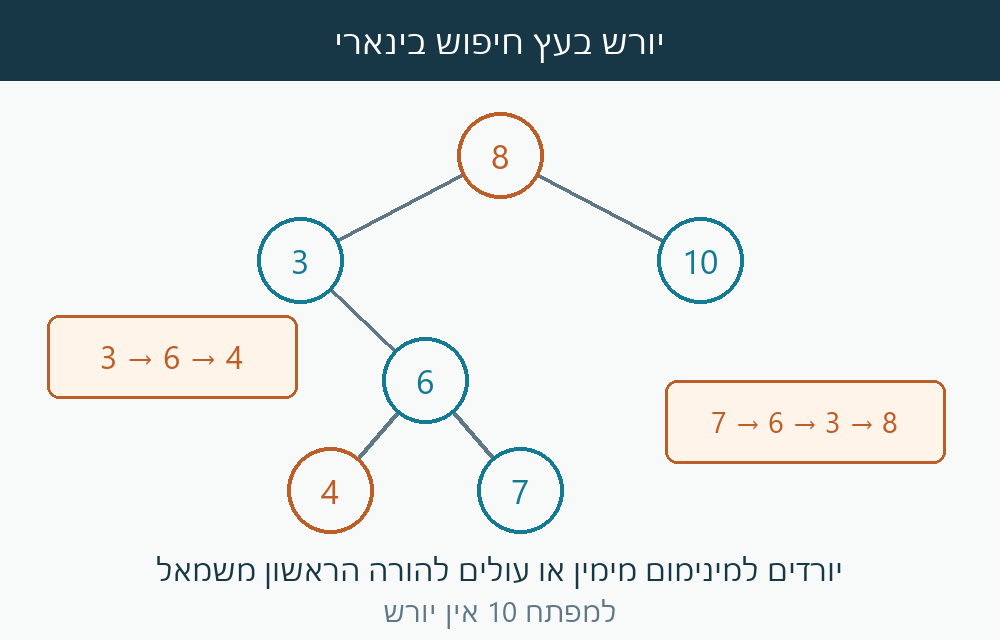 יורש בעץ חיפוש בינארי
8
3
10
3 → 6 → 4
6
7 → 6 → 3 → 8
4
7
יורדים למינימום מימין או עולים להורה הראשון משמאל
למפתח 10 אין יורש